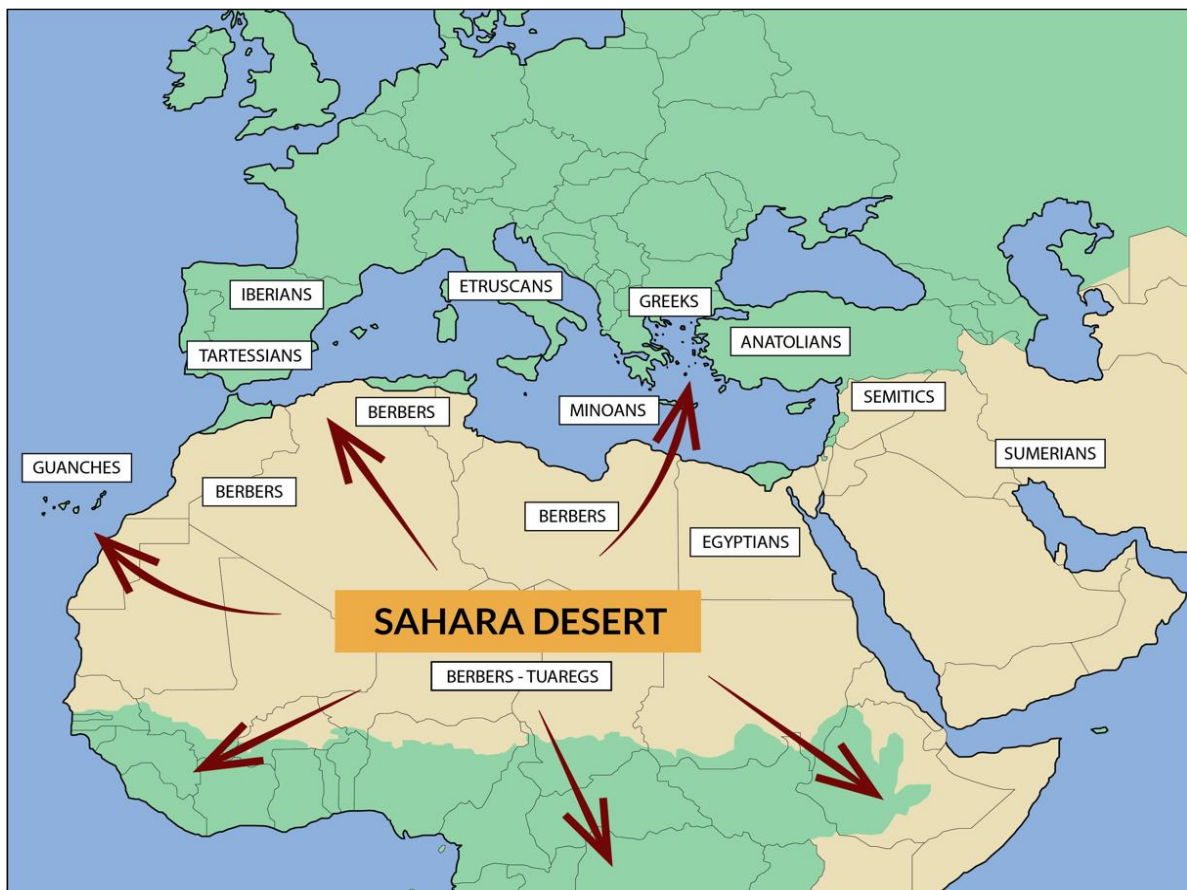 IBERIANS
ETRUSCANS
GREEKS
TARTESSIANS
ANATOLIANS
BERBERS
MINOANS
SEMITICS
GUANCHES
BERBERS
BERBERS
SUMERIANS
EGYPTIANS
SAHARA DESERT
BERBERS - TUAREGS